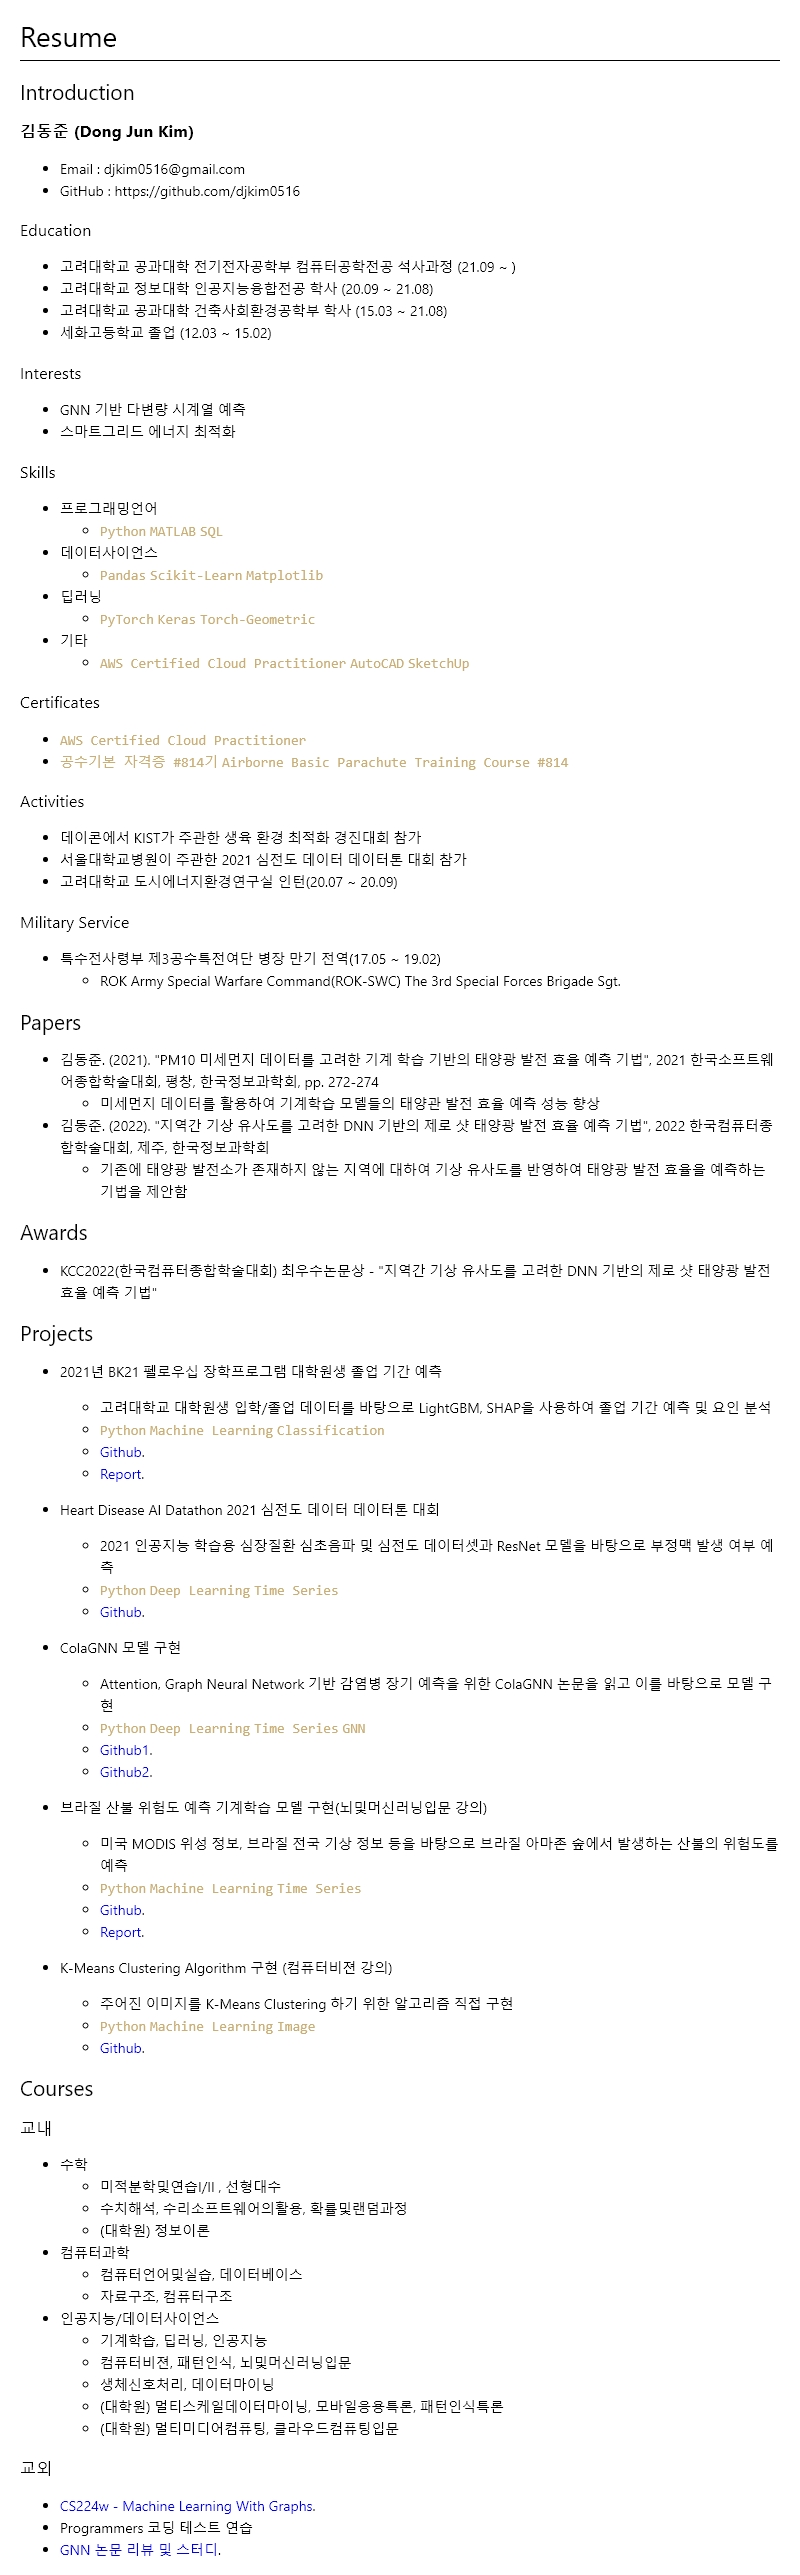 Resume
Introduction
김동준 (Dong Jun Kim)
Email : djkim0516@gmail.com
GitHub : https://github.com/djkim0516
Education
고려대학교 공과대학 전기전자공학부 컴퓨터공학전공 석사과정 (21.09 ~ )
고려대학교 정보대학 인공지능융합전공 학사 (20.09 ~ 21.08)
고려대학교 공과대학 건축사회환경공학부 학사 (15.03 ~ 21.08)
세화고등학교 졸업 (12.03 ~ 15.02)
Interests
GNN 기반 다변량 시계열 예측
스마트그리드 에너지 최적화
Skills
프로그래밍언어
Python MATLAB SQL
데이터사이언스
Pandas Scikit-Learn Matplotlib
딥러닝
PyTorch Keras Torch-Geometric
기타
AWS Certified Cloud Practitioner AutoCAD SketchUp
Certificates
AWS Certified Cloud Practitioner
공수기본 자격증 #814기 Airborne Basic Parachute Training Course #814
Activities
데이콘에서 KIST가 주관한 생육 환경 최적화 경진대회 참가
서울대학교병원이 주관한 2021 심전도 데이터 데이터톤 대회 참가
고려대학교 도시에너지환경연구실 인턴(20.07 ~ 20.09)
Military Service
특수전사령부 제3공수특전여단 병장 만기 전역(17.05 ~ 19.02)
ROK Army Special Warfare Command(ROK-SWC) The 3rd Special Forces Brigade Sgt.
Papers
김동준. (2021). "PM10 미세먼지 데이터를 고려한 기계 학습 기반의 태양광 발전 효율 예측 기법", 2021 한국소프트웨
어종합학술대회, 평창, 한국정보과학회, pp. 272-274
미세먼지 데이터를 활용하여 기계학습 모델들의 태양관 발전 효율 예측 성능 향상
김동준. (2022). "지역간 기상 유사도를 고려한 DNN 기반의 제로 샷 태양광 발전 효율 예측 기법", 2022 한국컴퓨터종
합학술대회, 제주, 한국정보과학회
기존에 태양광 발전소가 존재하지 않는 지역에 대하여 기상 유사도를 반영하여 태양광 발전 효율을 예측하는
기법을 제안함
Awards
KCC2022(한국컴퓨터종합학술대회) 최우수논문상 - "지역간 기상 유사도를 고려한 DNN 기반의 제로 샷 태양광 발전
효율 예측 기법"
Projects
2021년 BK21 펠로우십 장학프로그램 대학원생 졸업 기간 예측
고려대학교 대학원생 입학/졸업 데이터를 바탕으로 LightGBM, SHAP을 사용하여 졸업 기간 예측 및 요인 분석
Python Machine Learning Classification
Github.
Report.
Heart Disease AI Datathon 2021 심전도 데이터 데이터톤 대회
2021 인공지능 학습용 심장질환 심초음파 및 심전도 데이터셋과 ResNet 모델을 바탕으로 부정맥 발생 여부 예
측
Python Deep Learning Time Series
Github.
ColaGNN 모델 구현
Attention, Graph Neural Network 기반 감염병 장기 예측을 위한 ColaGNN 논문을 읽고 이를 바탕으로 모델 구
현
Python Deep Learning Time Series GNN
Github1.
Github2.
브라질 산불 위험도 예측 기계학습 모델 구현(뇌및머신러닝입문 강의)
미국 MODIS 위성 정보, 브라질 전국 기상 정보 등을 바탕으로 브라질 아마존 숲에서 발생하는 산불의 위험도를
예측
Python Machine Learning Time Series
Github.
Report.
K-Means Clustering Algorithm 구현 (컴퓨터비젼 강의)
주어진 이미지를 K-Means Clustering 하기 위한 알고리즘 직접 구현
Python Machine Learning Image
Github.
Courses
교내
수학
미적분학및연습I/II , 선형대수
수치해석, 수리소프트웨어의활용, 확률및랜덤과정
(대학원) 정보이론
컴퓨터과학
컴퓨터언어및실습, 데이터베이스
자료구조, 컴퓨터구조
인공지능/데이터사이언스
기계학습, 딥러닝, 인공지능
컴퓨터비젼, 패턴인식, 뇌및머신러닝입문
생체신호처리, 데이터마이닝
(대학원) 멀티스케일데이터마이닝, 모바일응용특론, 패턴인식특론
(대학원) 멀티미디어컴퓨팅, 클라우드컴퓨팅입문
교외
CS224w - Machine Learning With Graphs.
Programmers 코딩 테스트 연습
GNN 논문 리뷰 및 스터디.